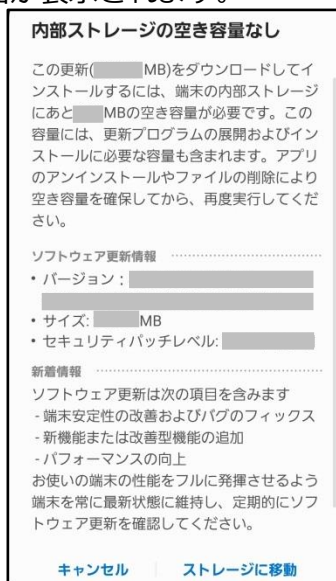 が表示されます。
内部ストレージの空き容量なし
この更新( MB)をダウンロードしてイ
ンストールするには、端末の内部ストレージ
にあと MBの空き容量が必要です。この
容量には、更新プログラムの展開およびイン
ストールに必要な容量も含まれます。アプリ
のアンインストールやファイルの削除により
空き容量を確保してから、再度実行してくだ
さい。
ソフトウェア更新情報
・バージョン :
・サイズ: MB
・セキュリティパッチレベル:
新着情報
ソフトウェア更新は次の項目を含みます
- 端末安定性の改善およびバグのフィックス
- 新機能または改善型機能の追加
- パフォーマンスの向上
お使いの端末の性能をフルに発揮させるよう
端末を常に最新状態に維持し、定期的にソフ
トウェア更新を確認してください。
キャンセル ストレージに移動